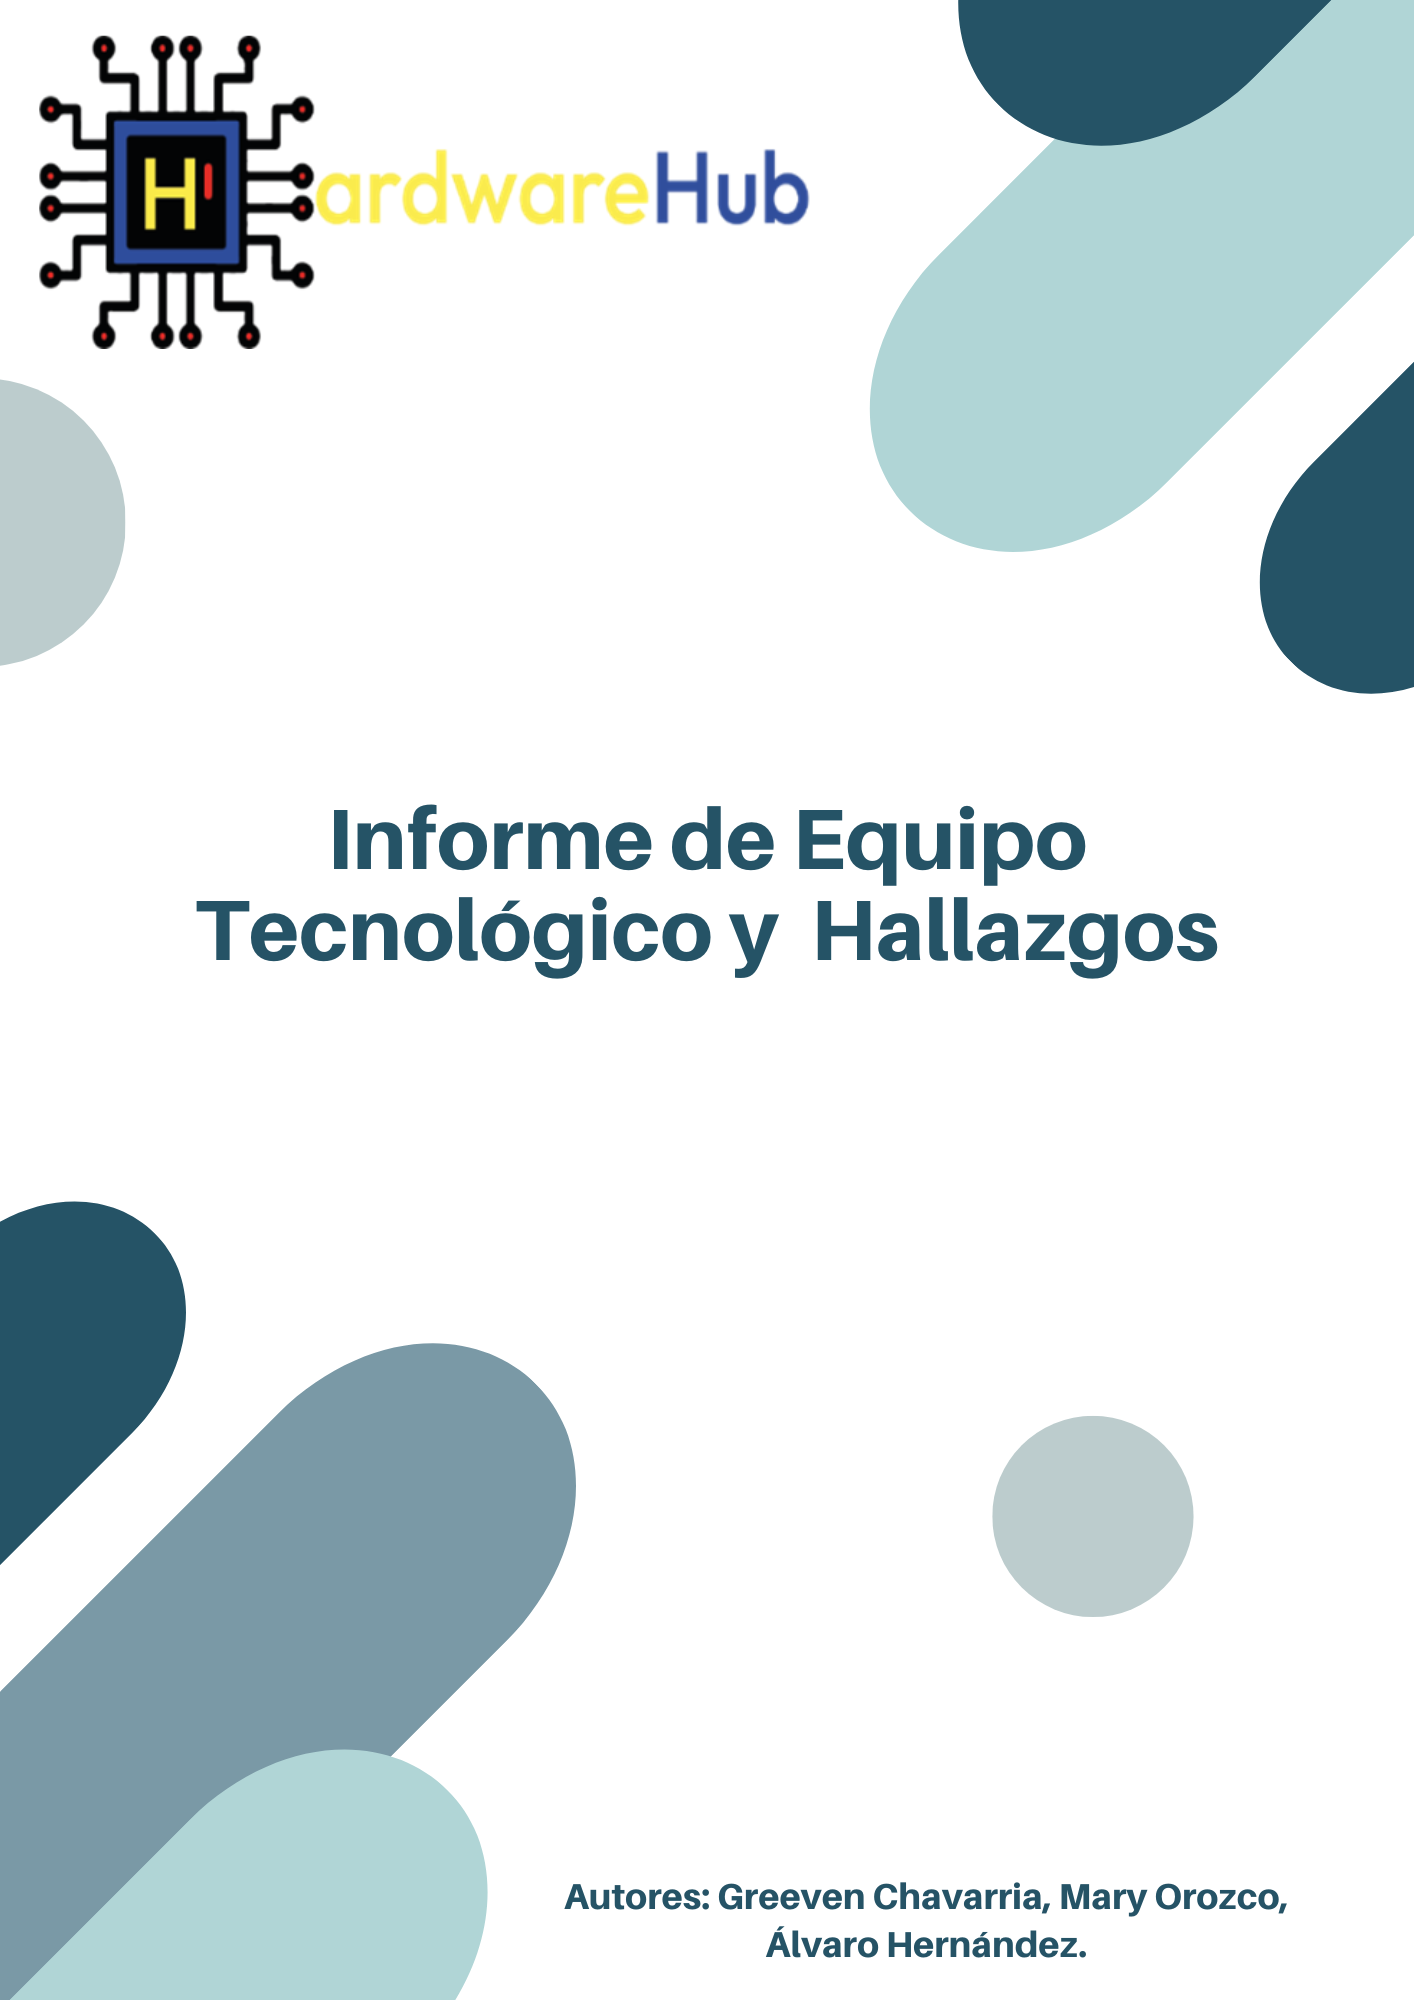 HardwareHub
Informe de Equipo
Tecnológico y Hallazgos
Autores: Greeven Chavarria, Mary Orozco,
Álvaro Hernández.